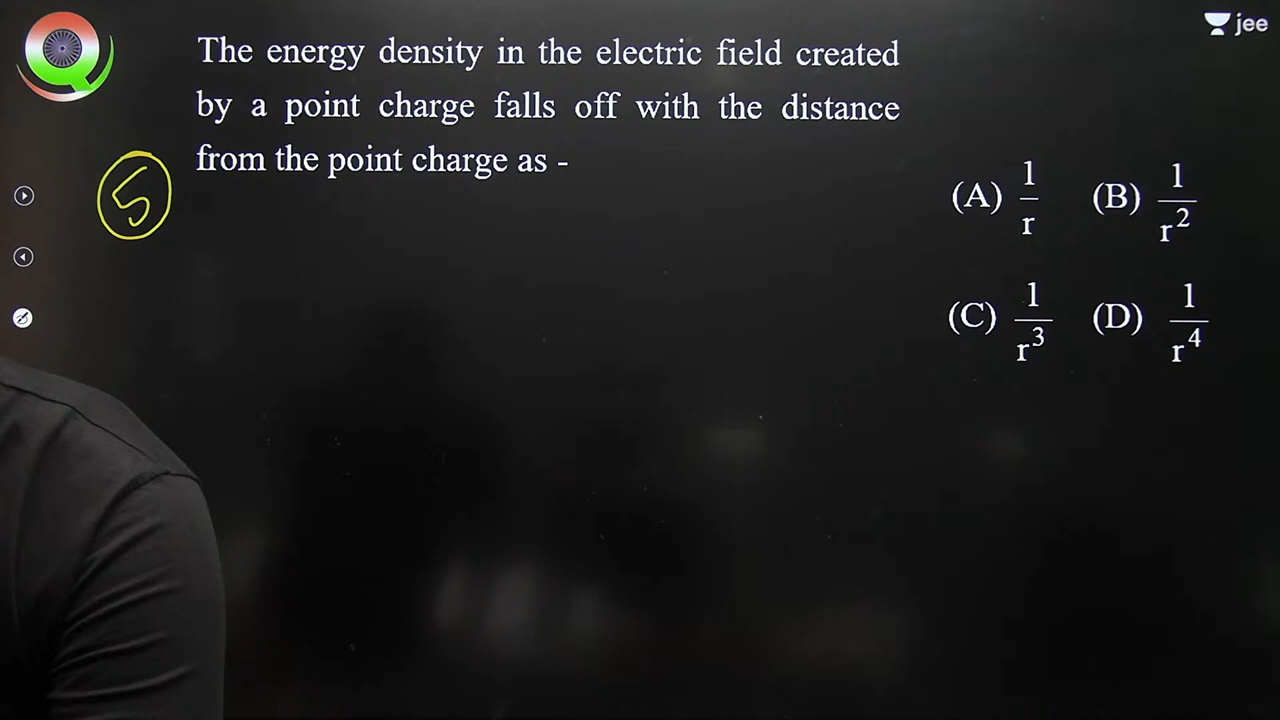 jee
The energy density in the electric field created
by a point charge falls off with the distance
from the point charge as -
5
(A) 1/r (B) 1/r²
(C) 1/r³ (D) 1/r⁴